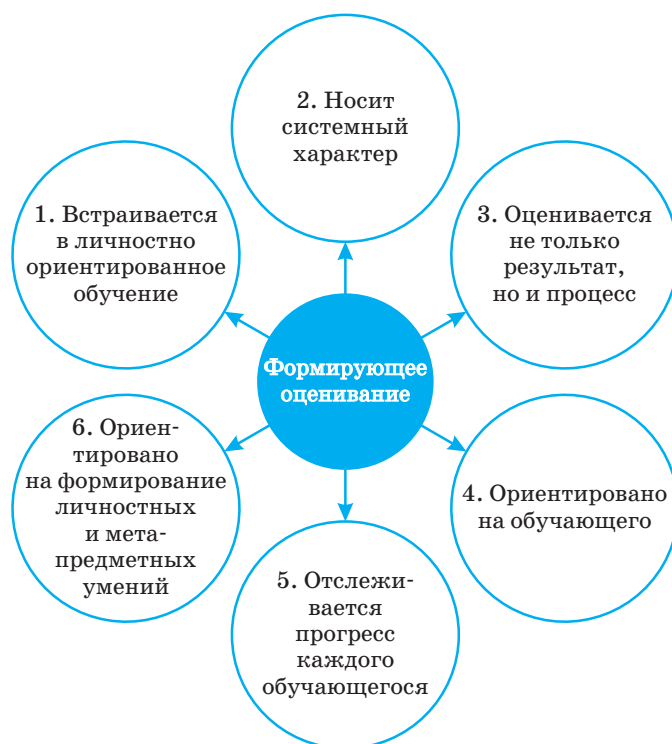 1. Встраивается
в личностно
ориентированное
обучение
2. Носит
системный
характер
3. Оценивается
не только
результат,
но и процесс
Формирующее
оценивание
4. Ориентировано
на обучающего
5. Отслежи-
вается
прогресс
каждого
обучающегося
6. Ориен-
тировано
на формирование
личностных
и мета-
предметных
умений